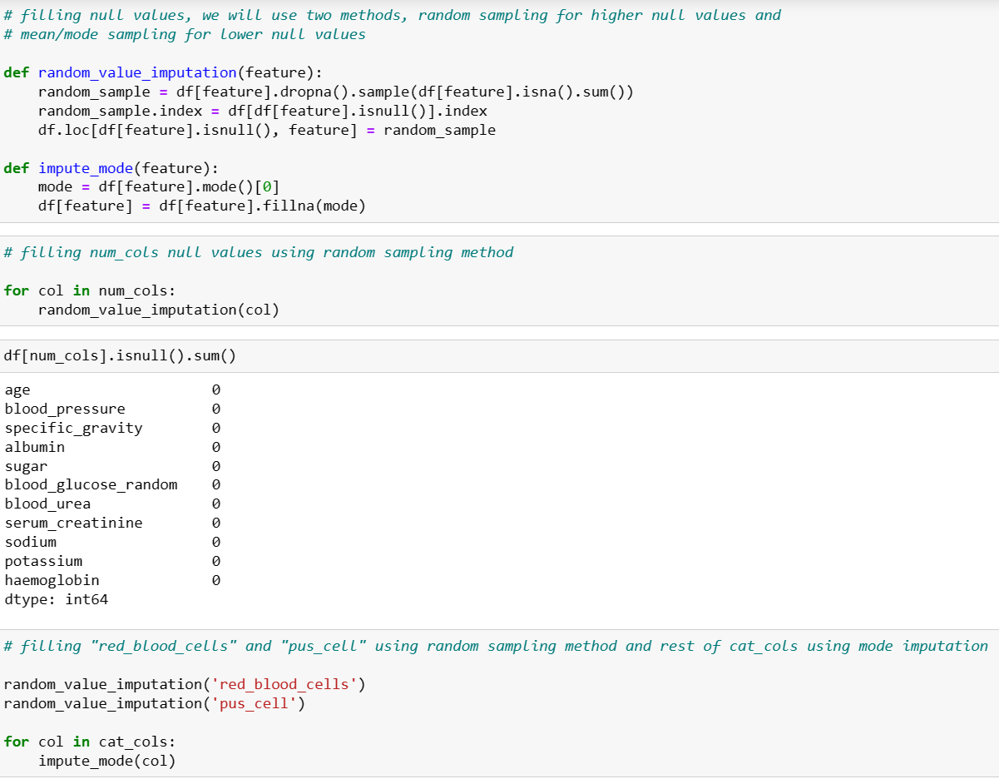 # filling null values, we will use two methods, random sampling for higher null values and
# mean/mode sampling for lower null values
def random_value_imputation(feature):
    random_sample = df[feature].dropna().sample(df[feature].isna().sum())
    random_sample.index = df[df[feature].isnull()].index
    df.loc[df[feature].isnull(), feature] = random_sample
def impute_mode(feature):
    mode = df[feature].mode()[0]
    df[feature] = df[feature].fillna(mode)
# filling num_cols null values using random sampling method
for col in num_cols:
    random_value_imputation(col)
df[num_cols].isnull().sum()
age                     0
blood_pressure          0
specific_gravity        0
albumin                 0
sugar                   0
blood_glucose_random    0
blood_urea              0
serum_creatinine        0
sodium                  0
potassium               0
haemoglobin             0
dtype: int64
# filling "red_blood_cells" and "pus_cell" using random sampling method and rest of cat_cols using mode imputation
random_value_imputation('red_blood_cells')
random_value_imputation('pus_cell')
for col in cat_cols:
    impute_mode(col)